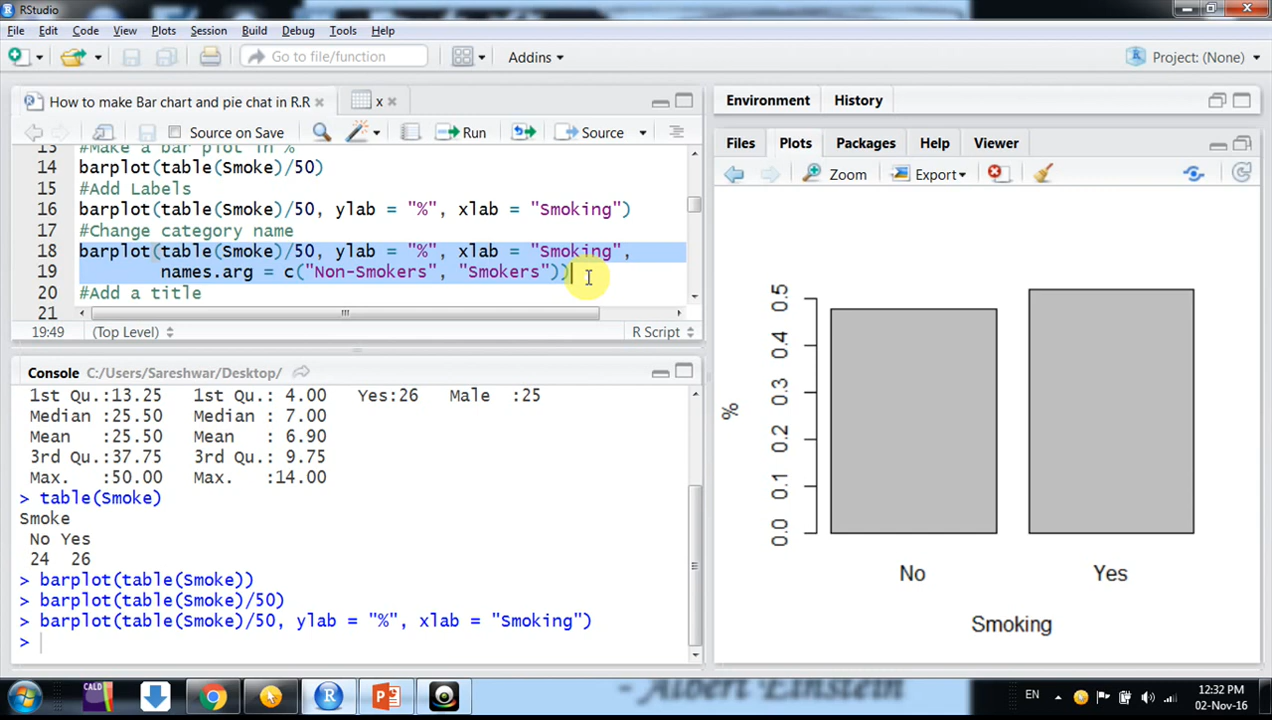 RStudio
File Edit Code View Plots Session Build Debug Tools Help
Go to file/function Addins Project: (None)
How to make Bar chart and pie chat in R.R x
Source on Save Run Source
13 #Make a bar plot in %
14 barplot(table(Smoke)/50)
15 #Add Labels
16 barplot(table(Smoke)/50, ylab = "%", xlab = "Smoking")
17 #Change category name
18 barplot(table(Smoke)/50, ylab = "%", xlab = "Smoking",
19 names.arg = c("Non-Smokers", "Smokers"))
20 #Add a title
21
19:49 (Top Level) R Script
Console C:/Users/Sareshwar/Desktop/
1st Qu.:13.25 1st Qu.: 4.00 Yes:26 Male :25
Median :25.50 Median : 7.00
Mean :25.50 Mean : 6.90
3rd Qu.:37.75 3rd Qu.: 9.75
Max. :50.00 Max. :14.00
> table(Smoke)
Smoke
No Yes
24 26
> barplot(table(Smoke))
> barplot(table(Smoke)/50)
> barplot(table(Smoke)/50, ylab = "%", xlab = "Smoking")
>
Environment History
Files Plots Packages Help Viewer
Zoom Export
0.5
0.4
0.3
0.2
0.1
0.0
%
No Yes
Smoking
CALD
- Albert Einstein
EN
12:32 PM
02-Nov-16